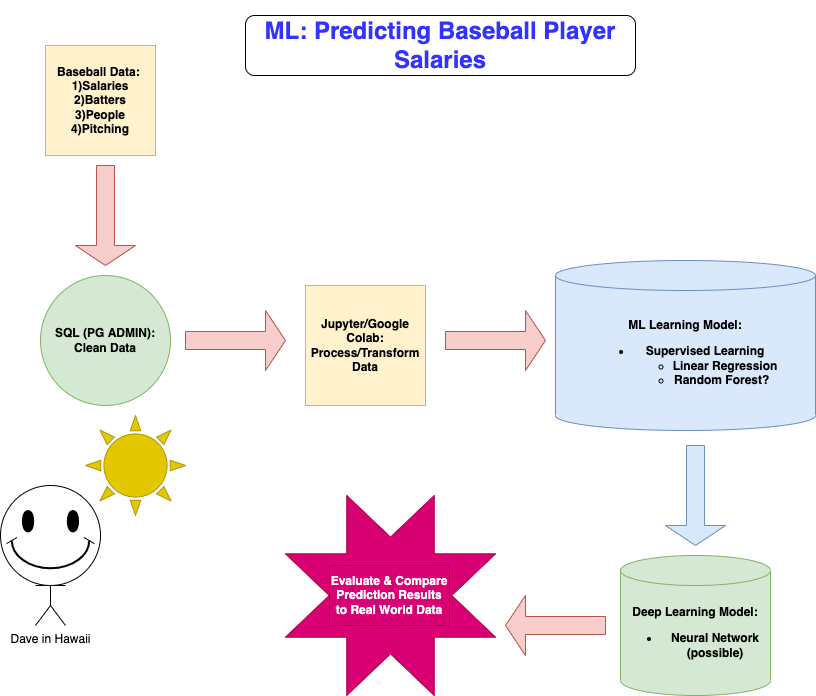 ML: Predicting Baseball Player
Salaries
Baseball Data:
1)Salaries
2)Batters
3)People
4)Pitching
SQL (PG ADMIN):
Clean Data
Jupyter/Google
Colab:
Process/Transform
Data
ML Learning Model:
• Supervised Learning
○ Linear Regression
○ Random Forest?
Deep Learning Model:
• Neural Network
(possible)
Evaluate & Compare
Prediction Results
to Real World Data
Dave in Hawaii